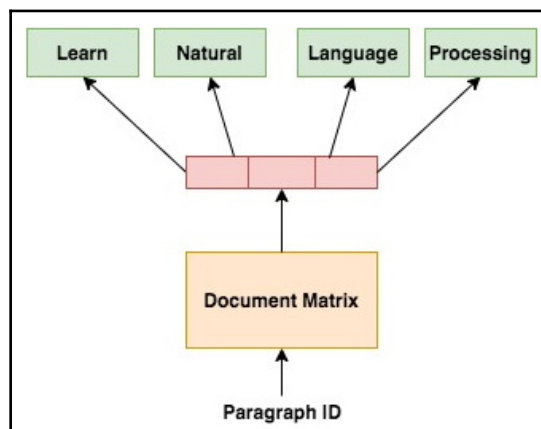 Learn Natural Language Processing
Document Matrix
Paragraph ID